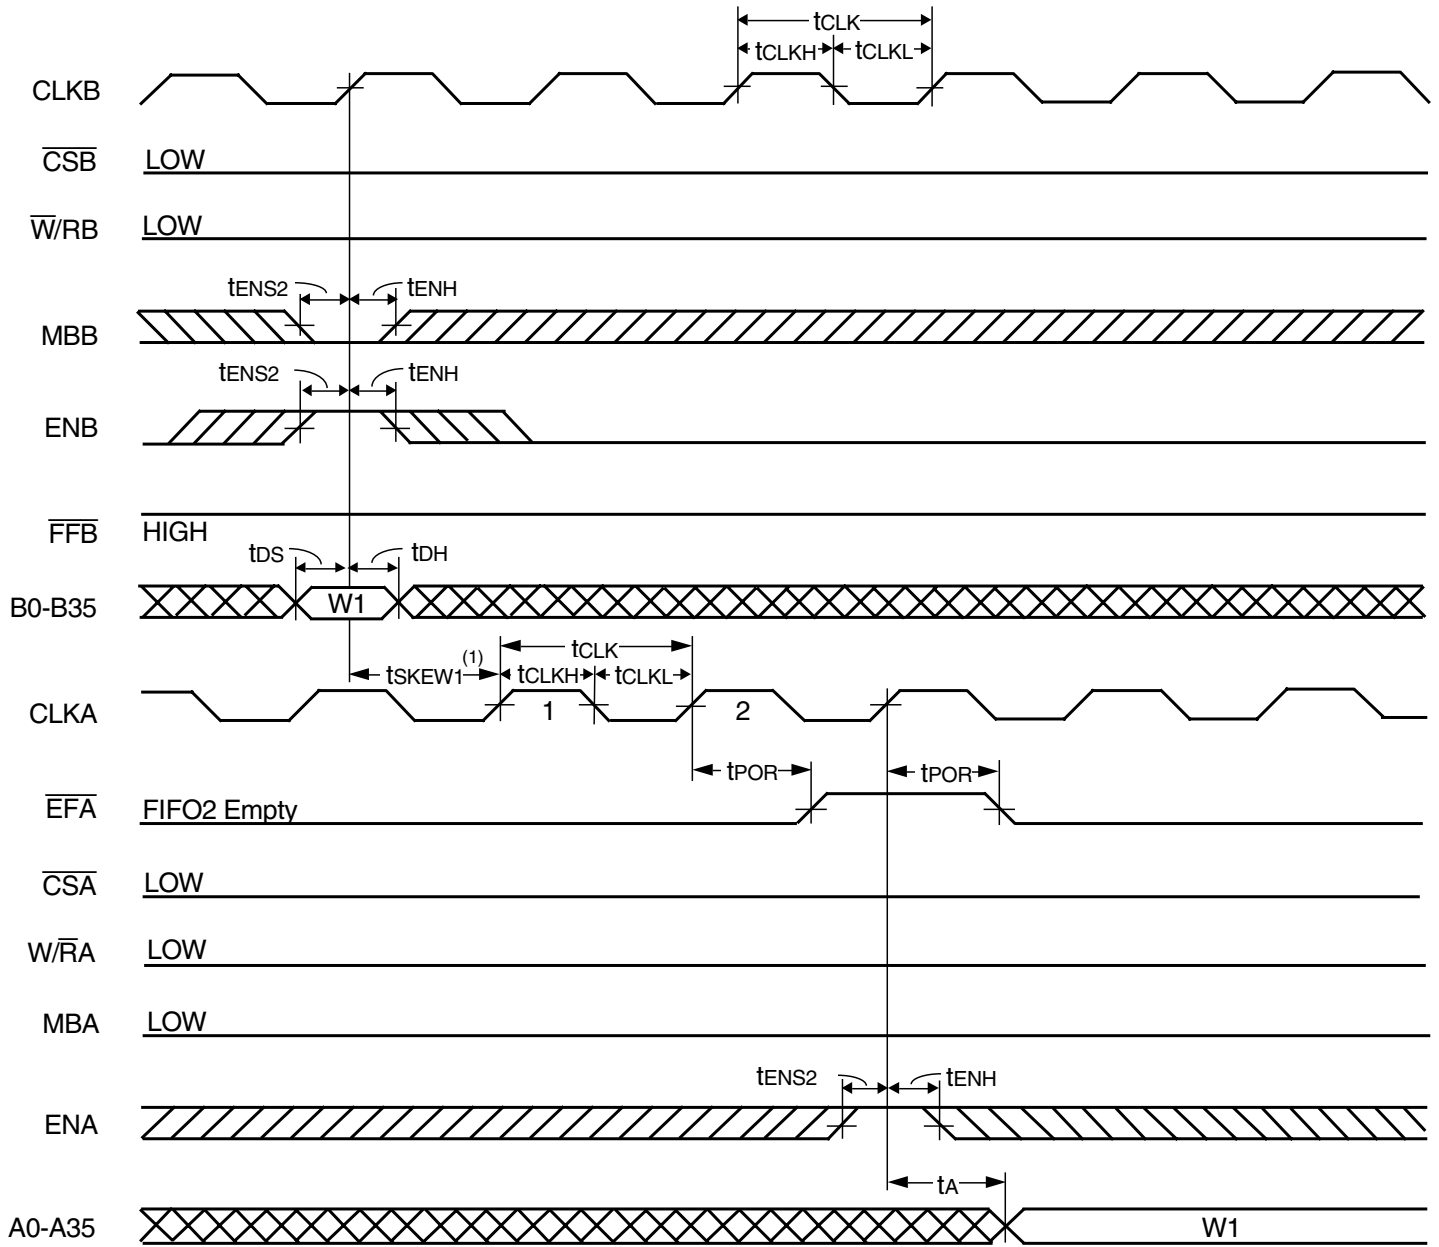 tCLK
tCLKH tCLKL
CLKB
CSB LOW
W/RB LOW
tENS2 tENH
MBB
tENS2 tENH
ENB
FFB HIGH
tDS tDH
B0-B35 W1
tCLK
tSKEW1(1) tCLKH tCLKL
CLKA 1 2
tPOR tPOR
EFA FIFO2 Empty
CSA LOW
W/RA LOW
MBA LOW
tENS2 tENH
ENA
tA
A0-A35 W1